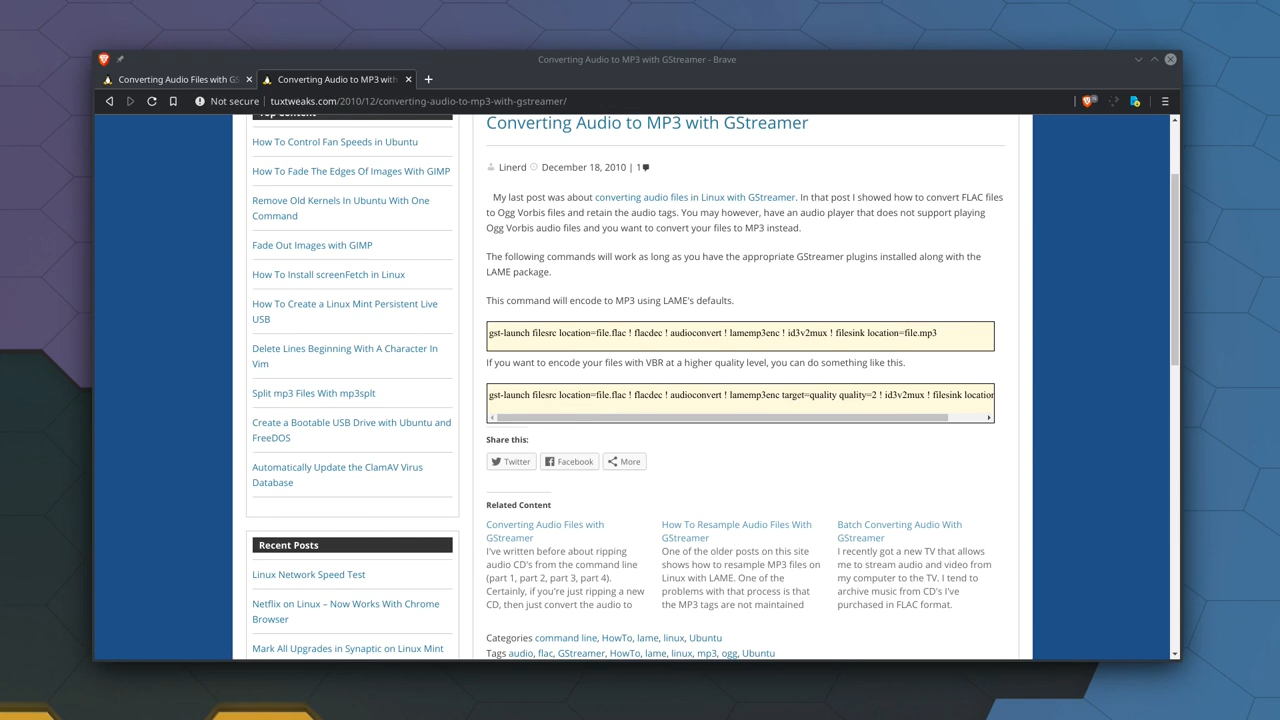 Converting Audio to MP3 with GStreamer - Brave
Converting Audio Files with GS
Converting Audio to MP3 with
Not secure
tuxtweaks.com/2010/12/converting-audio-to-mp3-with-gstreamer/
Top Content
How To Control Fan Speeds in Ubuntu
How To Fade The Edges Of Images With GIMP
Remove Old Kernels In Ubuntu With One
Command
Fade Out Images with GIMP
How To Install screenFetch in Linux
How To Create a Linux Mint Persistent Live
USB
Delete Lines Beginning With A Character In
Vim
Split mp3 Files With mp3splt
Create a Bootable USB Drive with Ubuntu and
FreeDOS
Automatically Update the ClamAV Virus
Database
Recent Posts
Linux Network Speed Test
Netflix on Linux – Now Works With Chrome
Browser
Mark All Upgrades in Synaptic on Linux Mint
Converting Audio to MP3 with GStreamer
Linerd December 18, 2010 | 1
My last post was about converting audio files in Linux with GStreamer. In that post I showed how to convert FLAC files
to Ogg Vorbis files and retain the audio tags. You may however, have an audio player that does not support playing
Ogg Vorbis audio files and you want to convert your files to MP3 instead.
The following commands will work as long as you have the appropriate GStreamer plugins installed along with the
LAME package.
This command will encode to MP3 using LAME's defaults.
gst-launch filesrc location=file.flac ! flacdec ! audioconvert ! lamemp3enc ! id3v2mux ! filesink location=file.mp3
If you want to encode your files with VBR at a higher quality level, you can do something like this.
gst-launch filesrc location=file.flac ! flacdec ! audioconvert ! lamemp3enc target=quality quality=2 ! id3v2mux ! filesink location
Share this:
Twitter
Facebook
More
Related Content
Converting Audio Files with
GStreamer
I've written before about ripping
audio CD's from the command line
(part 1, part 2, part 3, part 4).
Certainly, if you're just ripping a new
CD, then just convert the audio to
How To Resample Audio Files With
GStreamer
One of the older posts on this site
shows how to resample MP3 files on
Linux with LAME. One of the
problems with that process is that
the MP3 tags are not maintained
Batch Converting Audio With
GStreamer
I recently got a new TV that allows
me to stream audio and video from
my computer to the TV. I tend to
archive music from CD's I've
purchased in FLAC format.
Categories command line, HowTo, lame, linux, Ubuntu
Tags audio, flac, GStreamer, HowTo, lame, linux, mp3, ogg, Ubuntu